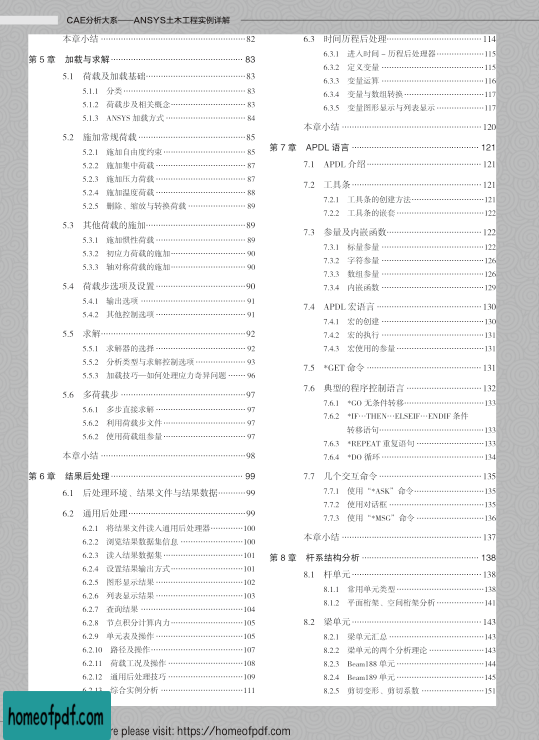 CAE分析大系——ANSYS土木工程实例详解
本章小结 ……… 82
第 5 章 加载与求解 ……… 83
5.1 荷载及加载基础 ……… 83
5.1.1 分类 ……… 83
5.1.2 荷载步及相关概念 ……… 83
5.1.3 ANSYS 加载方式 ……… 84
5.2 施加常规荷载 ……… 85
5.2.1 施加自由度约束 ……… 85
5.2.2 施加集中荷载 ……… 87
5.2.3 施加压力荷载 ……… 87
5.2.4 施加温度荷载 ……… 88
5.2.5 删除、缩放与转换荷载 ……… 89
5.3 其他荷载的施加 ……… 89
5.3.1 施加惯性荷载 ……… 89
5.3.2 初应力荷载的施加 ……… 90
5.3.3 轴对称荷载的施加 ……… 90
5.4 荷载步选项及设置 ……… 90
5.4.1 输出选项 ……… 91
5.4.2 其他控制选项 ……… 91
5.5 求解 ……… 92
5.5.1 求解器的选择 ……… 92
5.5.2 分析类型与求解控制选项 ……… 93
5.5.3 加载技巧—如何处理应力奇异问题 ……… 96
5.6 多荷载步 ……… 97
5.6.1 多步直接求解 ……… 97
5.6.2 利用荷载步文件 ……… 97
5.6.2 使用荷载组参量 ……… 97
本章小结 ……… 98
第 6 章 结果后处理 ……… 99
6.1 后处理环境、结果文件与结果数据 ……… 99
6.2 通用后处理 ……… 99
6.2.1 将结果文件读入通用后处理器 ……… 100
6.2.2 浏览结果数据集信息 ……… 100
6.2.3 读入结果数据集 ……… 101
6.2.4 设置结果输出方式 ……… 101
6.2.5 图形显示结果 ……… 102
6.2.6 列表显示结果 ……… 103
6.2.7 查询结果 ……… 104
6.2.8 节点积分计算内力 ……… 105
6.2.9 单元表及操作 ……… 105
6.2.10 路径及操作 ……… 107
6.2.11 荷载工况及操作 ……… 108
6.2.12 通用后处理技巧 ……… 109
6.2.13 综合实例分析 ……… 111
6.3 时间历程后处理 ……… 114
6.3.1 进入时间 – 历程后处理器 ……… 115
6.3.2 定义变量 ……… 115
6.3.3 变量运算 ……… 116
6.3.4 变量与数组转换 ……… 117
6.3.5 变量图形显示与列表显示 ……… 117
本章小结 ……… 120
第 7 章 APDL 语言 ……… 121
7.1 APDL 介绍 ……… 121
7.2 工具条 ……… 121
7.2.1 工具条的创建方法 ……… 121
7.2.2 工具条的嵌套 ……… 122
7.3 参量及内嵌函数 ……… 122
7.3.1 标量参量 ……… 122
7.3.2 字符参量 ……… 126
7.3.3 数组参量 ……… 126
7.3.4 内嵌函数 ……… 129
7.4 APDL 宏语言 ……… 130
7.4.1 宏的创建 ……… 130
7.4.2 宏的执行 ……… 131
7.4.3 宏使用的参量 ……… 131
7.5 *GET 命令 ……… 131
7.6 典型的程序控制语言 ……… 132
7.6.1 *GO 无条件转移 ……… 133
7.6.2 *IF…THEN…ELSEIF…ENDIF 条件
转移语句 ……… 133
7.6.3 *REPEAT 重复语句 ……… 133
7.6.4 *DO 循环 ……… 134
7.7 几个交互命令 ……… 135
7.7.1 使用“*ASK”命令 ……… 135
7.7.2 使用对话框 ……… 135
7.7.3 使用“*MSG”命令 ……… 136
本章小结 ……… 137
第 8 章 杆系结构分析 ……… 138
8.1 杆单元 ……… 138
8.1.1 常用单元类型 ……… 138
8.1.2 平面桁架、空间桁架分析 ……… 141
8.2 梁单元 ……… 143
8.2.1 梁单元汇总 ……… 143
8.2.2 梁单元的两个分析理论 ……… 143
8.2.3 Beam188 单元 ……… 144
8.2.4 Beam189 单元 ……… 145
8.2.5 剪切变形、剪切系数 ……… 151
homeofpdf.com
re please visit: https://homeofpdf.com